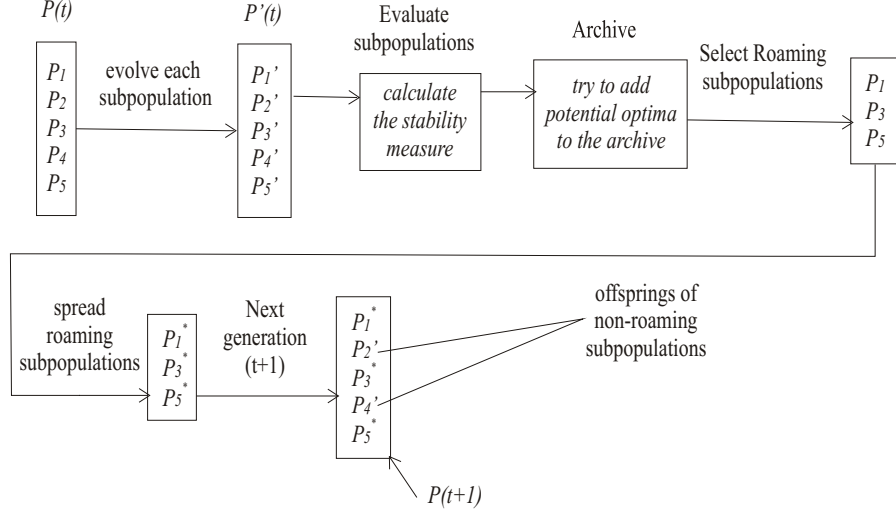 P(t)
P1
P2
P3
P4
P5
evolve each
subpopulation
P’(t)
P1’
P2’
P3’
P4’
P5’
Evaluate
subpopulations
calculate
the stability
measure
Archive
try to add
potential optima
to the archive
Select Roaming
subpopulations
P1
P3
P5
spread
roaming
subpopulations
P1*
P3*
P5*
Next
generation
(t+1)
P1*
P2’
P3*
P4’
P5*
offsprings of
non-roaming
subpopulations
P(t+1)